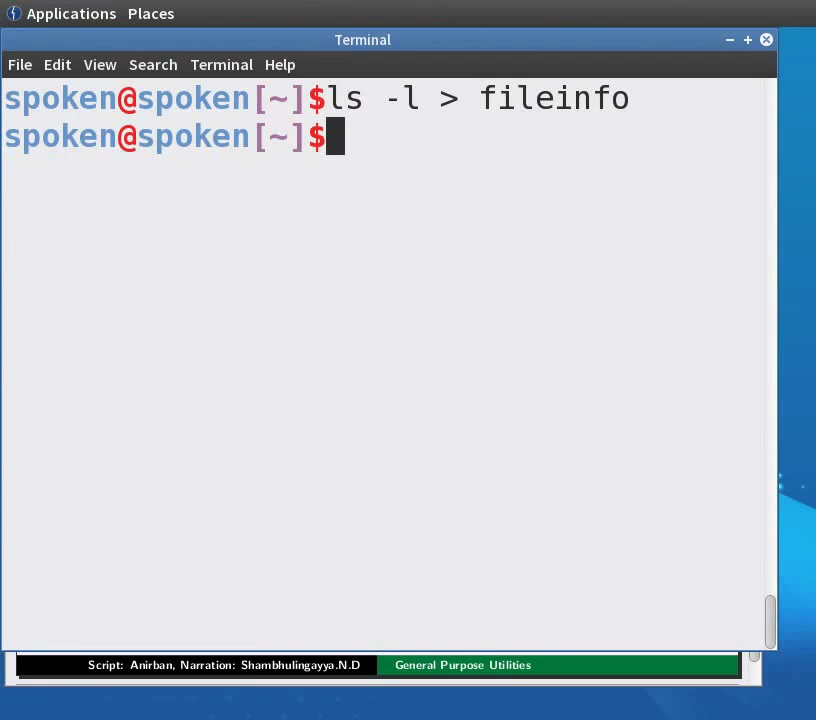 Applications Places
Terminal
File Edit View Search Terminal Help
spoken@spoken[~]$ls -l > fileinfo
spoken@spoken[~]$
Script: Anirban, Narration: Shambhulingayya.N.D General Purpose Utilities